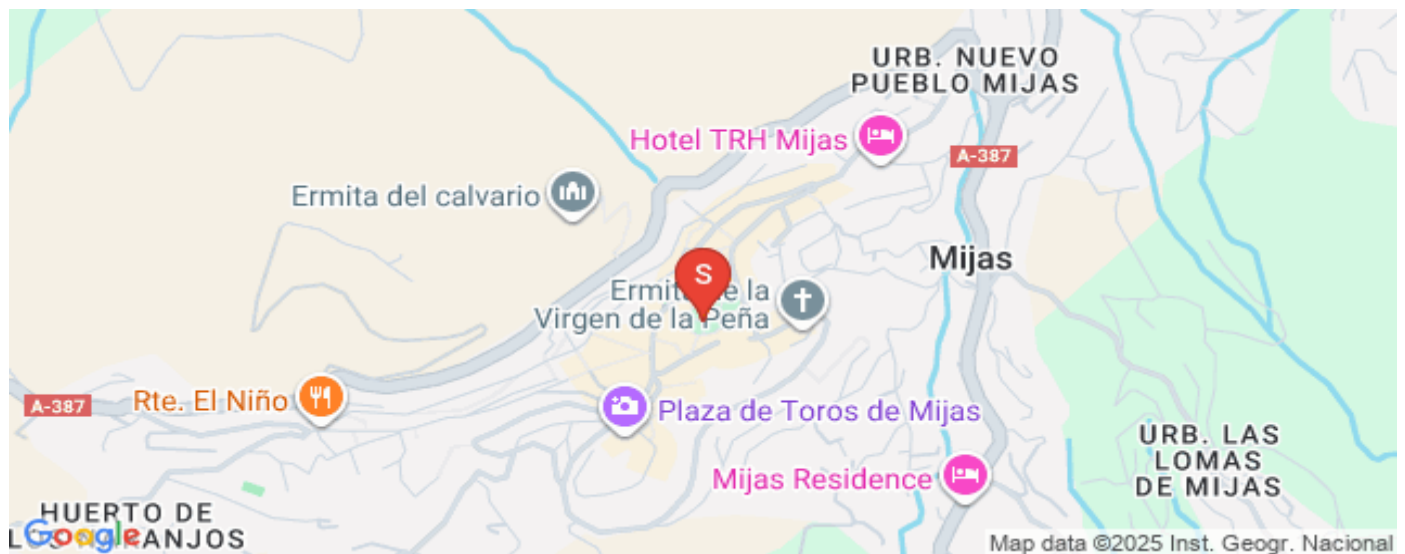 URB. NUEVO
PUEBLO MIJAS
Hotel TRH Mijas
A-387
Ermita del calvario
Mijas
S
Ermita de la
Virgen de la Peña
A-387
Rte. El Niño
Plaza de Toros de Mijas
URB. LAS
LOMAS
DE MIJAS
Mijas Residence
HUERTO DE
LOS NARANJOS
Google
Map data ©2025 Inst. Geogr. Nacional